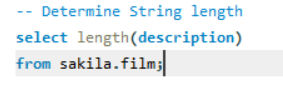 -- Determine String length
select length(description)
from sakila.film;